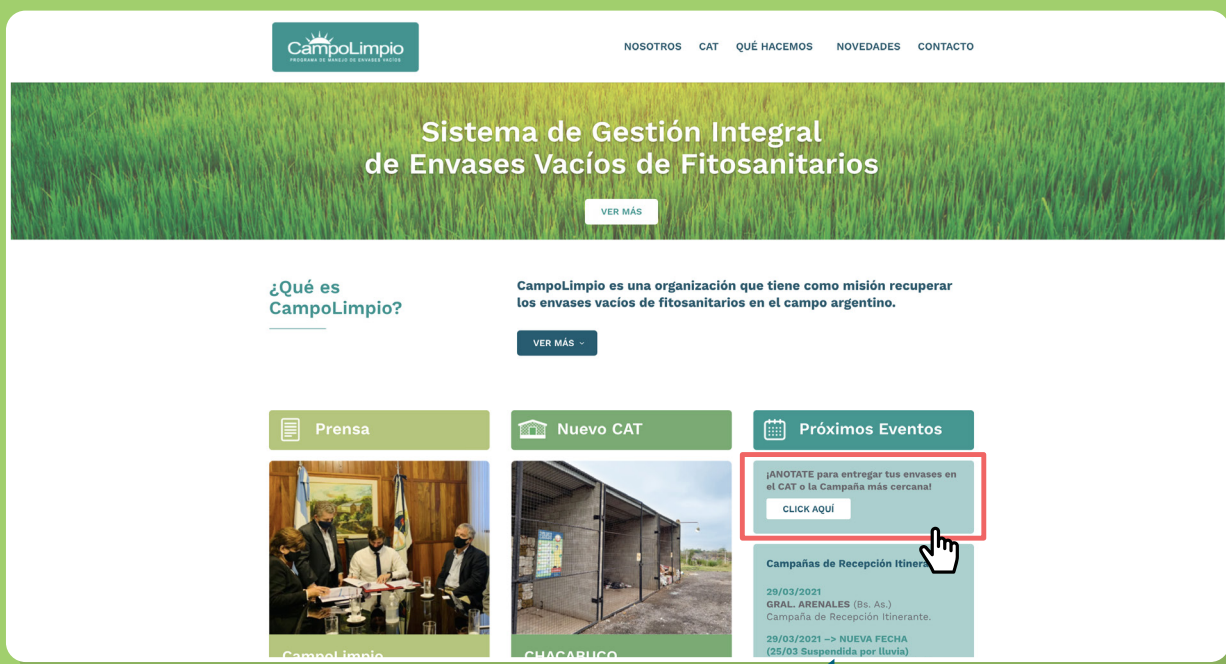 CampoLimpio
PROGRAMA DE MANEJO DE ENVASES VACÍOS
NOSOTROS CAT QUÉ HACEMOS NOVEDADES CONTACTO
Sistema de Gestión Integral
de Envases Vacíos de Fitosanitarios
VER MÁS
¿Qué es
CampoLimpio?
CampoLimpio es una organización que tiene como misión recuperar
los envases vacíos de fitosanitarios en el campo argentino.
VER MÁS
Prensa
CampoLimpio
Nuevo CAT
CHACABUCO
Próximos Eventos
¡ANOTATE para entregar tus envases en
el CAT o la Campaña más cercana!
CLICK AQUÍ
Campañas de Recepción Itinera
29/03/2021
GRAL. ARENALES (Bs. As.)
Campaña de Recepción Itinerante.
29/03/2021 –> NUEVA FECHA
(25/03 Suspendida por lluvia)